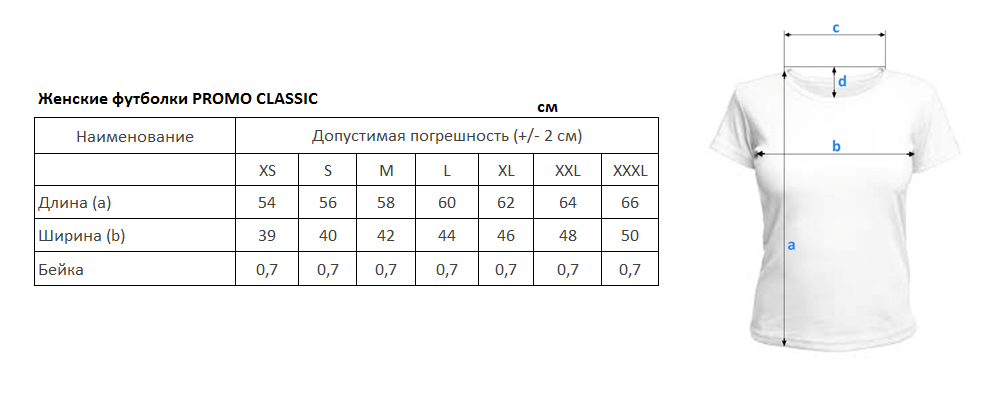 Женские футболки PROMO CLASSIC
см
Наименование Допустимая погрешность (+/- 2 см)
XS S M L XL XXL XXXL
Длина (a) 54 56 58 60 62 64 66
Ширина (b) 39 40 42 44 46 48 50
Бейка 0,7 0,7 0,7 0,7 0,7 0,7 0,7
c
d
b
a